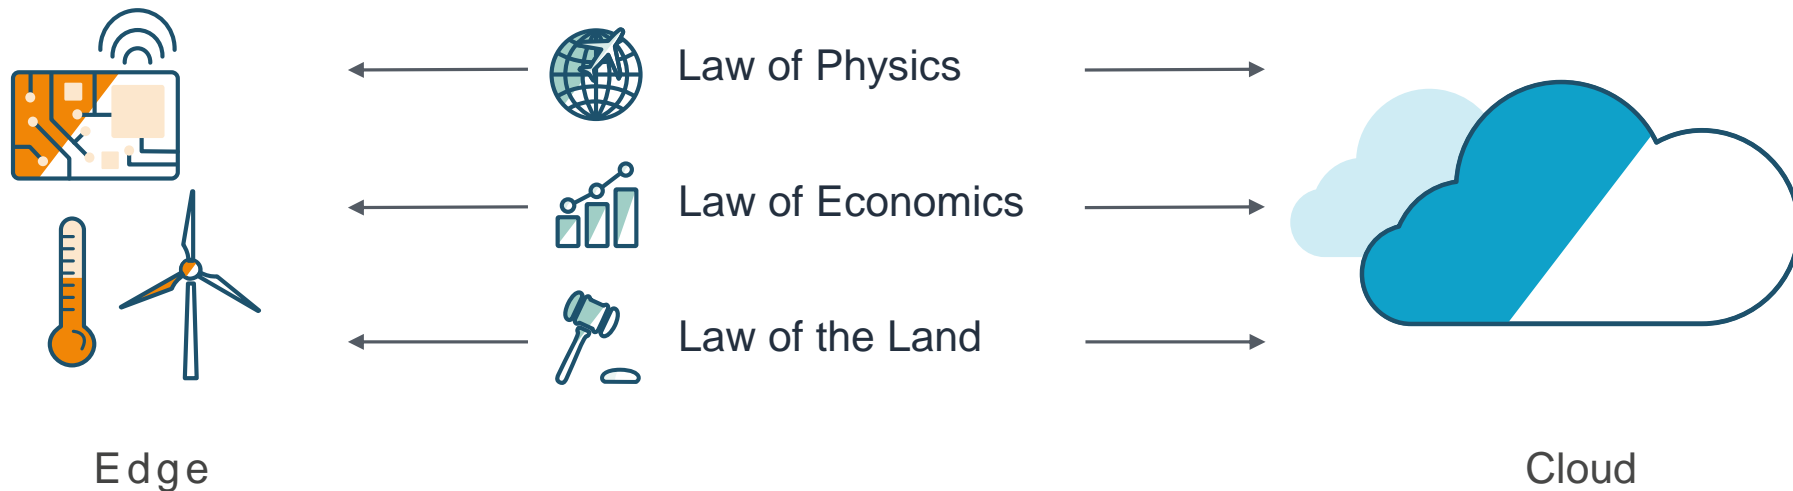 Law of Physics
Law of Economics
Law of the Land
Edge
Cloud